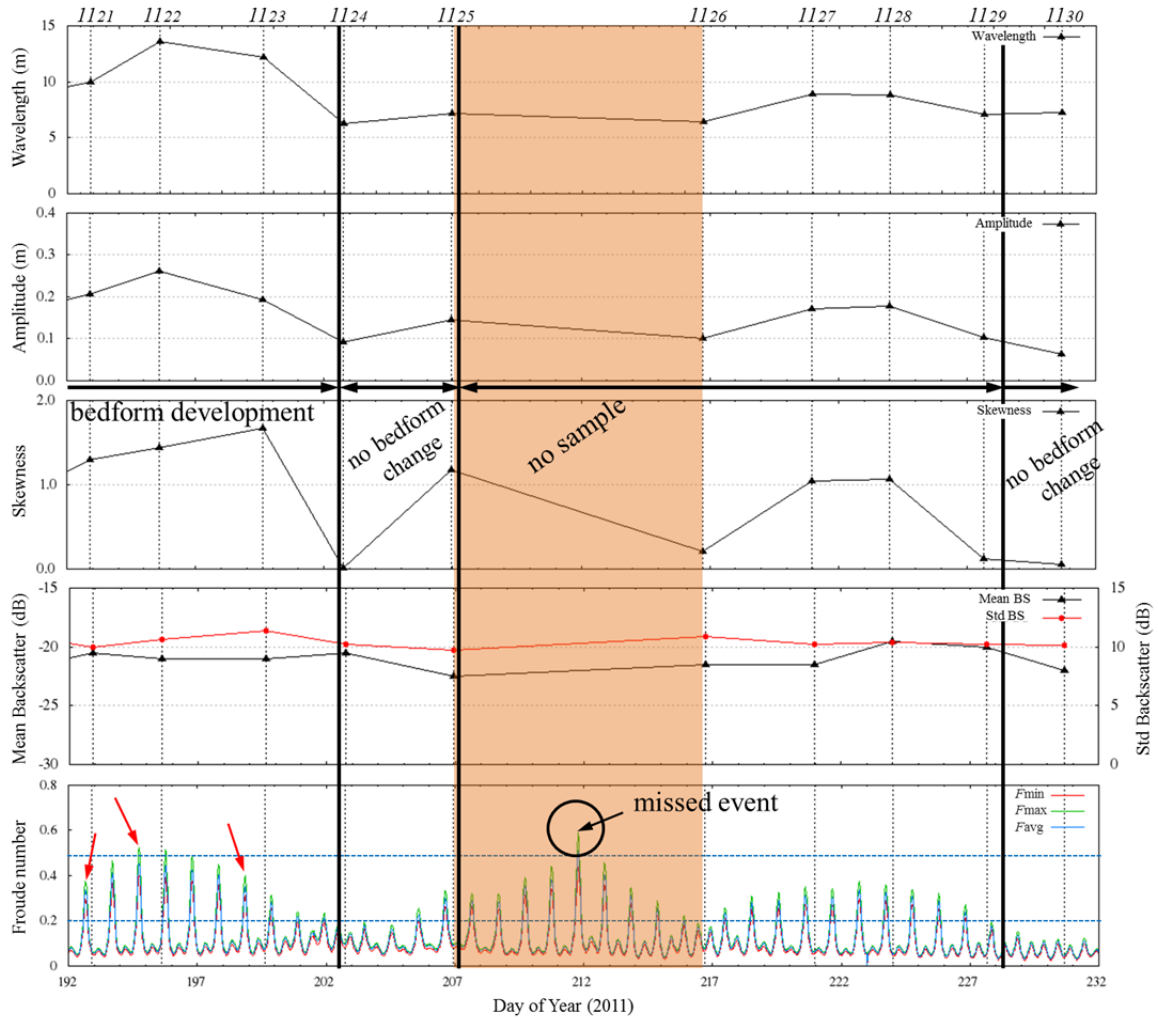 1121 1122 1123 1124 1125 1126 1127 1128 1129 1130
15
10
5
0
Wavelength (m)
Wavelength
0.4
0.3
0.2
0.1
0.0
Amplitude (m)
Amplitude
bedform development
no bedform
change
no sample
no bedform
change
2.0
1.0
0.0
Skewness
Skewness
-15
-20
-25
-30
Mean Backscatter (dB)
Mean BS
Std BS
15
10
5
0
Std Backscatter (dB)
0.8
0.6
0.4
0.2
0
Froude number
missed event
Fmin
Fmax
Favg
192 197 202 207 212 217 222 227 232
Day of Year (2011)